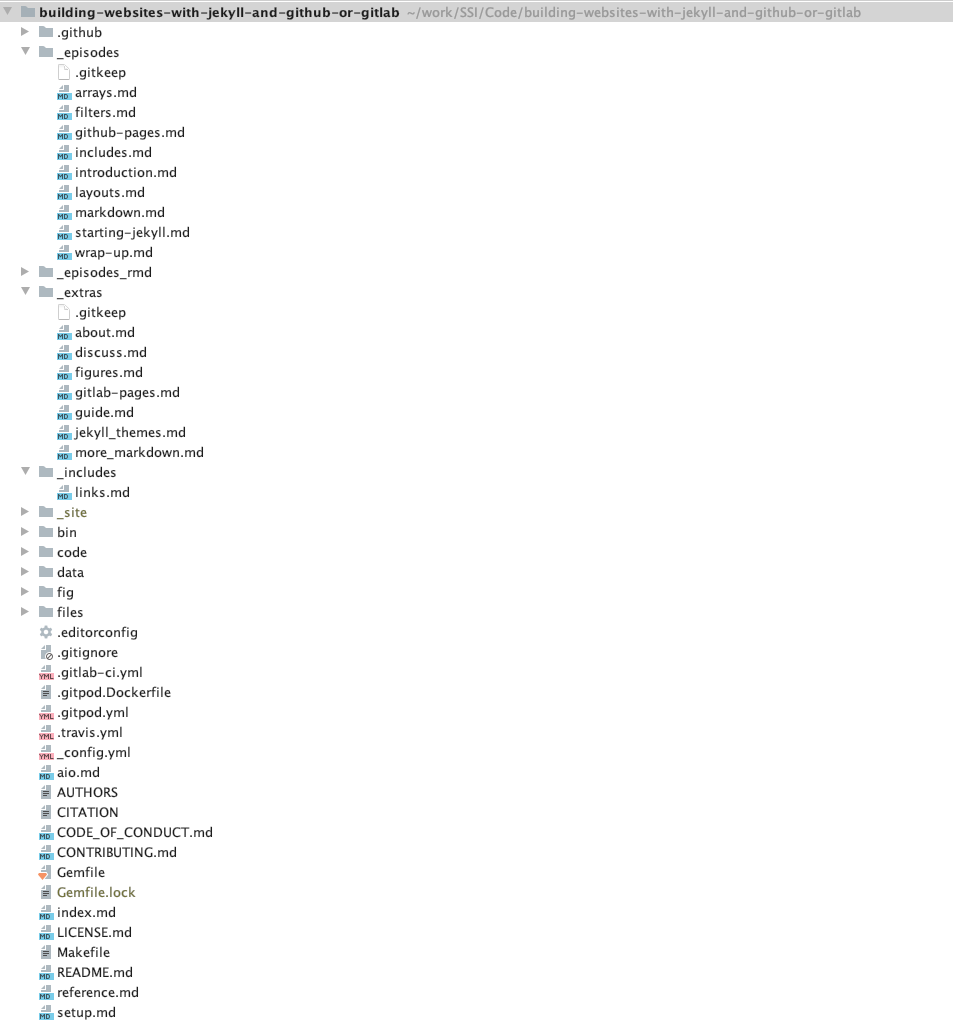 building-websites-with-jekyll-and-github-or-gitlab ~/work/SSI/Code/building-websites-with-jekyll-and-github-or-gitlab
.github
_episodes
.gitkeep
MD arrays.md
MD filters.md
MD github-pages.md
MD includes.md
MD introduction.md
MD layouts.md
MD markdown.md
MD starting-jekyll.md
MD wrap-up.md
_episodes_rmd
_extras
.gitkeep
MD about.md
MD discuss.md
MD figures.md
MD gitlab-pages.md
MD guide.md
MD jekyll_themes.md
MD more_markdown.md
_includes
MD links.md
_site
bin
code
data
fig
files
.editorconfig
.gitignore
YML .gitlab-ci.yml
.gitpod.Dockerfile
YML .gitpod.yml
YML .travis.yml
YML _config.yml
MD aio.md
AUTHORS
CITATION
MD CODE_OF_CONDUCT.md
MD CONTRIBUTING.md
Gemfile
Gemfile.lock
MD index.md
MD LICENSE.md
Makefile
MD README.md
MD reference.md
MD setup.md